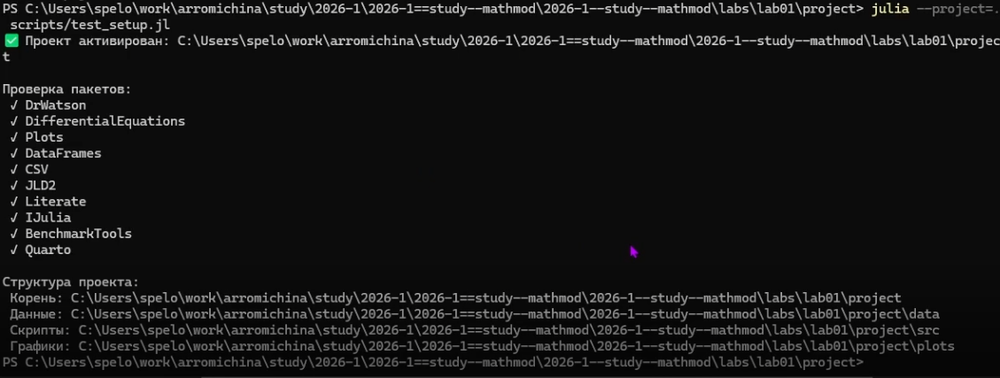 PS C:\Users\spelo\work\arromichina\study\2026-1\2026-1==study--mathmod\2026-1--study--mathmod\labs\lab01\project> julia --project=.
 scripts/test_setup.jl
✅ Проект активирован: C:\Users\spelo\work\arromichina\study\2026-1\2026-1==study--mathmod\2026-1--study--mathmod\labs\lab01\projec
t
Проверка пакетов:
 √ DrWatson
 √ DifferentialEquations
 √ Plots
 √ DataFrames
 √ CSV
 √ JLD2
 √ Literate
 √ IJulia
 √ BenchmarkTools
 √ Quarto
Структура проекта:
 Корень: C:\Users\spelo\work\arromichina\study\2026-1\2026-1==study--mathmod\2026-1--study--mathmod\labs\lab01\project
 Данные: C:\Users\spelo\work\arromichina\study\2026-1\2026-1==study--mathmod\2026-1--study--mathmod\labs\lab01\project\data
 Скрипты: C:\Users\spelo\work\arromichina\study\2026-1\2026-1==study--mathmod\2026-1--study--mathmod\labs\lab01\project\src
 Графики: C:\Users\spelo\work\arromichina\study\2026-1\2026-1==study--mathmod\2026-1--study--mathmod\labs\lab01\project\plots
PS C:\Users\spelo\work\arromichina\study\2026-1\2026-1==study--mathmod\2026-1--study--mathmod\labs\lab01\project>